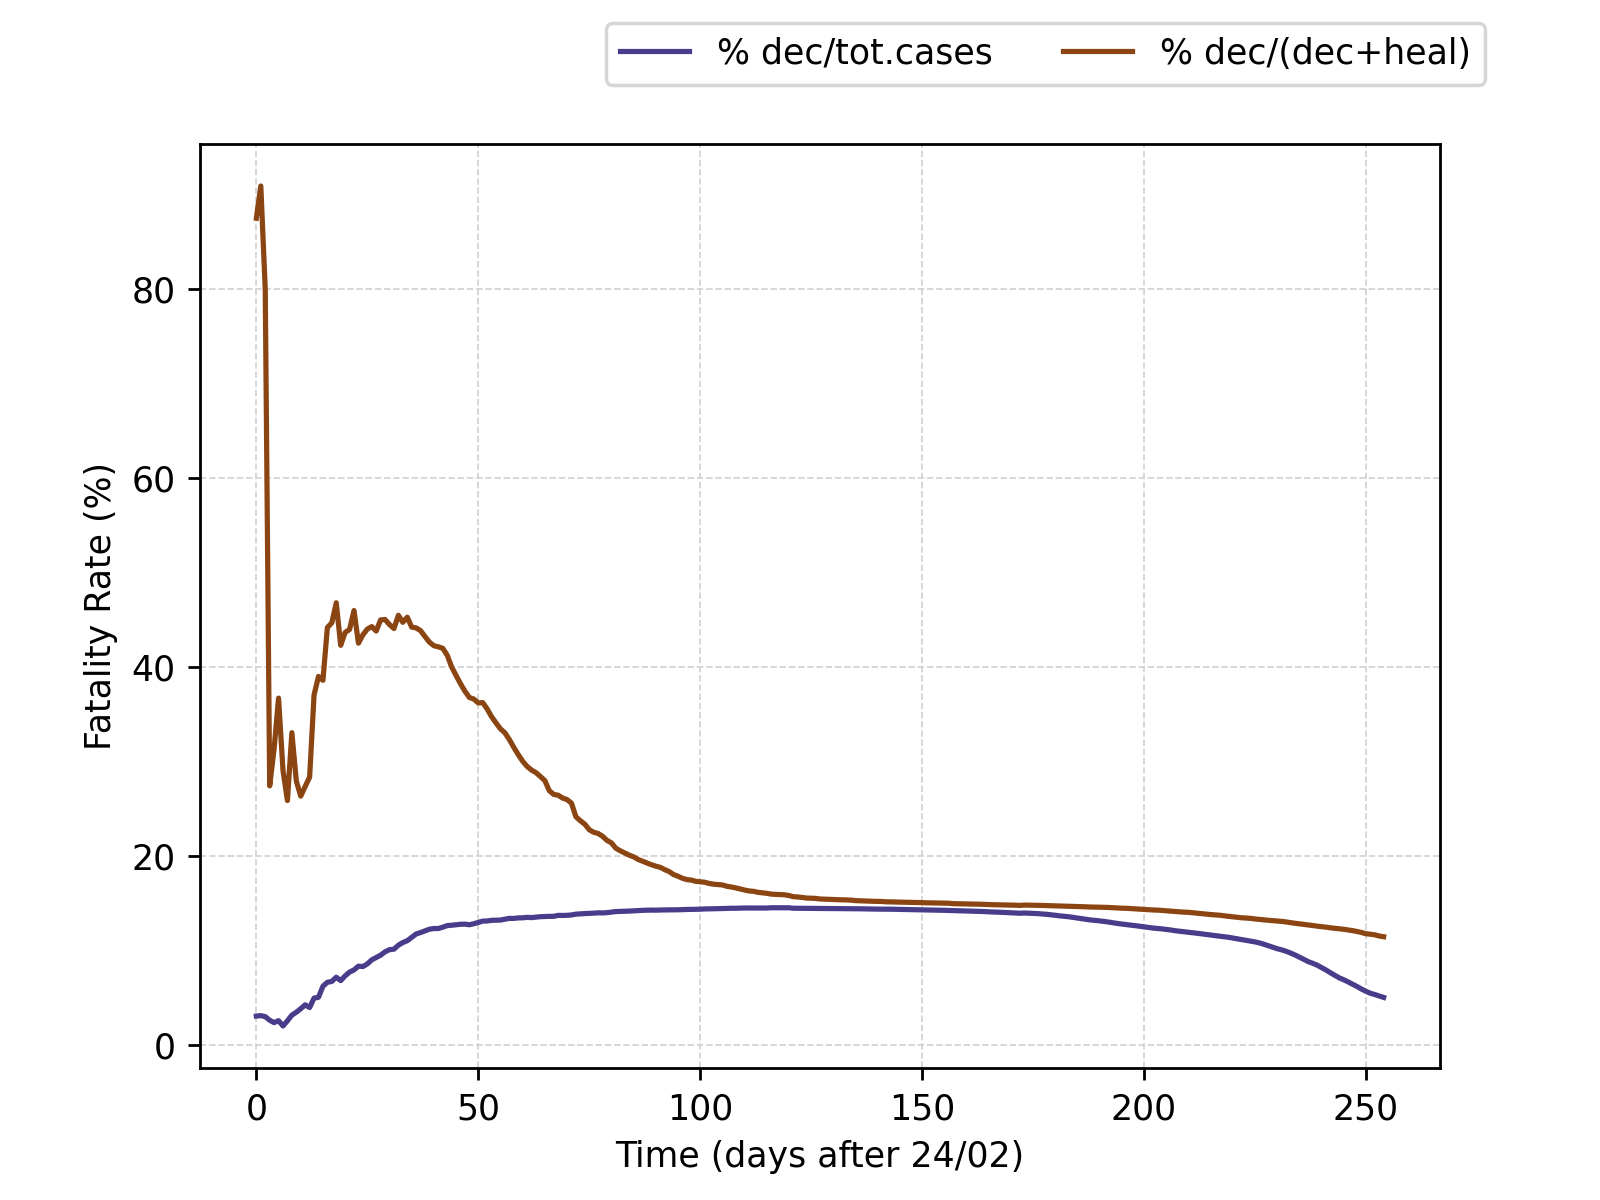 % dec/tot.cases % dec/(dec+heal)
Fatality Rate (%)
80
60
40
20
0
0 50 100 150 200 250
Time (days after 24/02)